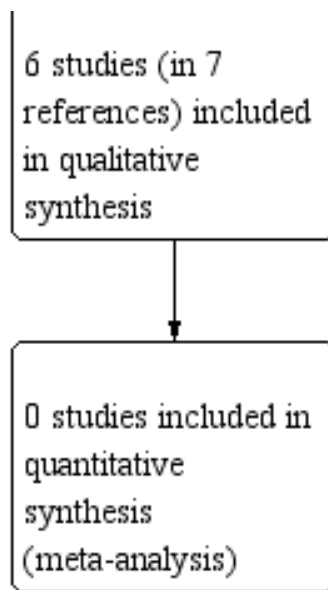 6 studies (in 7
references) included
in qualitative
synthesis
0 studies included in
quantitative
synthesis
(meta-analysis)